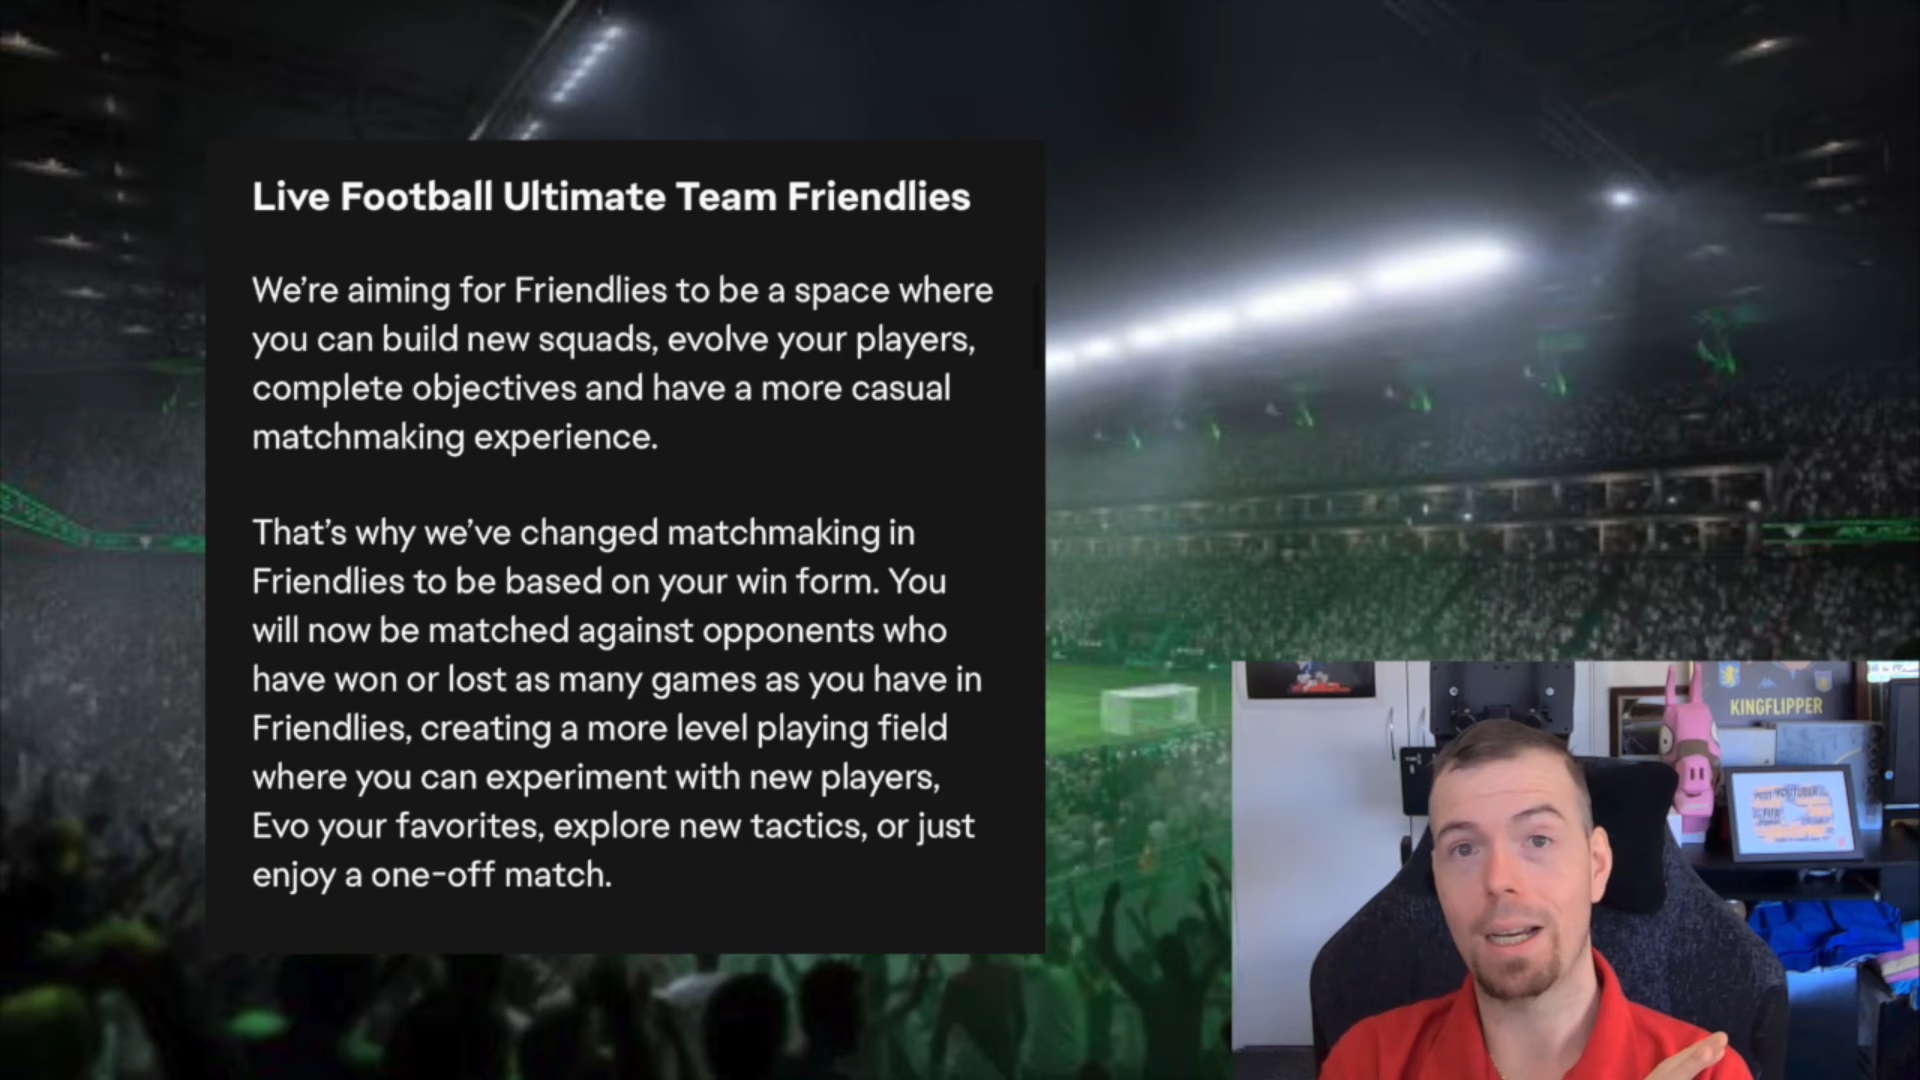 Live Football Ultimate Team Friendlies
We're aiming for Friendlies to be a space where
you can build new squads, evolve your players,
complete objectives and have a more casual
matchmaking experience.
That's why we've changed matchmaking in
Friendlies to be based on your win form. You
will now be matched against opponents who
have won or lost as many games as you have in
Friendlies, creating a more level playing field
where you can experiment with new players,
Evo your favorites, explore new tactics, or just
enjoy a one-off match.
KINGFLIPPER